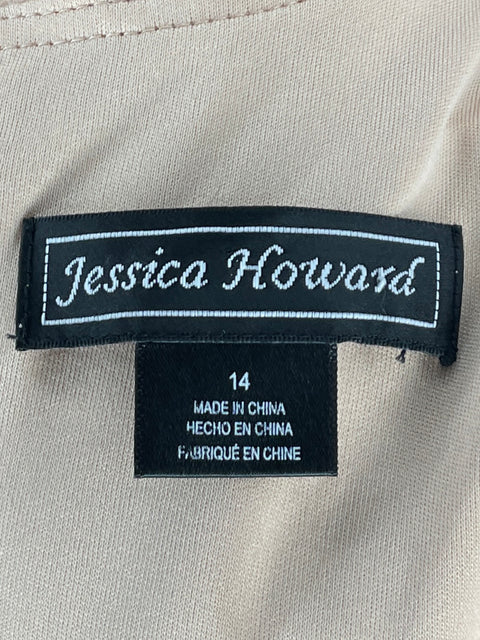 Jessica Howard
14
MADE IN CHINA
HECHO EN CHINA
FABRIQUÉ EN CHINE